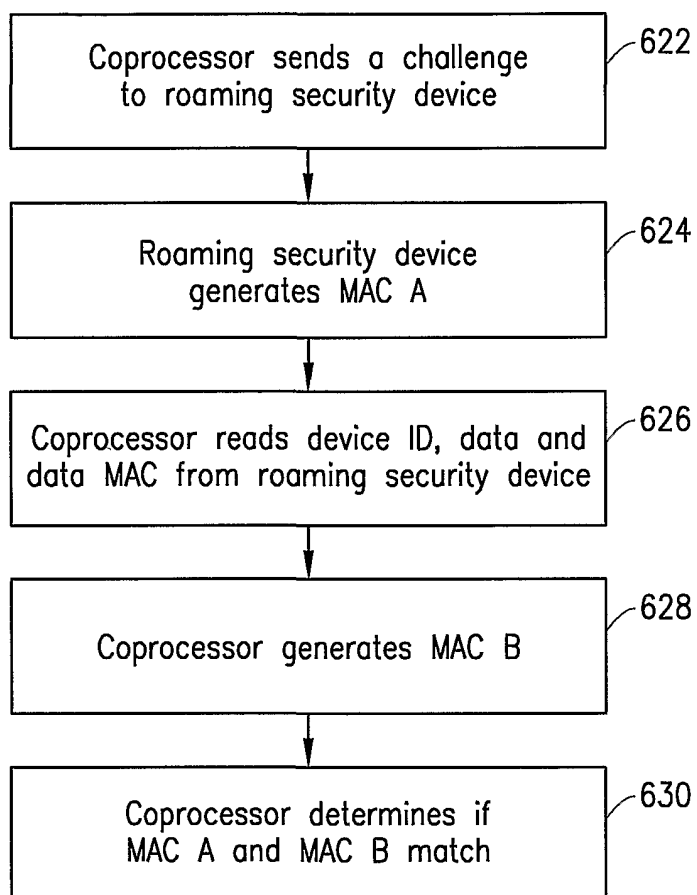 Coprocessor sends a challenge
to roaming security device
622
Roaming security device
generates MAC A
624
Coprocessor reads device ID, data and
data MAC from roaming security device
626
Coprocessor generates MAC B
628
Coprocessor determines if
MAC A and MAC B match
630